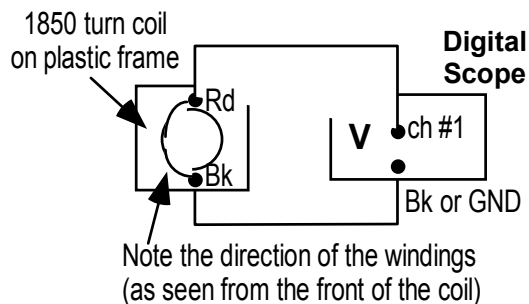 1850 turn coil
on plastic frame
Digital
Scope
Rd
V
ch #1
Bk
Bk or GND
Note the direction of the windings
(as seen from the front of the coil)